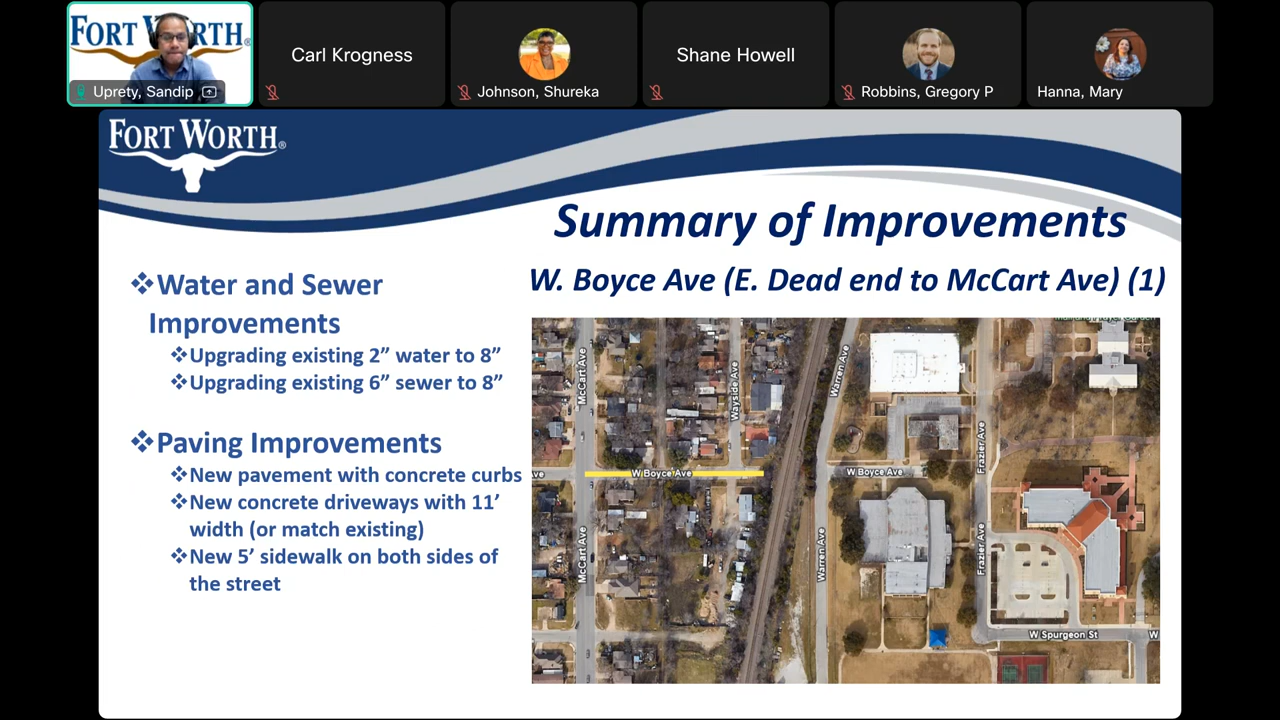 FORT WORTH
Uprety, Sandip
Carl Krogness
Johnson, Shureka
Shane Howell
Robbins, Gregory P
Hanna, Mary
FORT WORTH®
Summary of Improvements
W. Boyce Ave (E. Dead end to McCart Ave) (1)
❖Water and Sewer
Improvements
❖Upgrading existing 2” water to 8”
❖Upgrading existing 6” sewer to 8”
❖Paving Improvements
❖New pavement with concrete curbs
❖New concrete driveways with 11’
width (or match existing)
❖New 5’ sidewalk on both sides of
the street
McCart Ave
Wayside Ave
Warren Ave
Frazier Ave
ve
W Boyce Ave
W Boyce Ave
McCart Ave
Warren Ave
Frazier Ave
W Spurgeon St
W